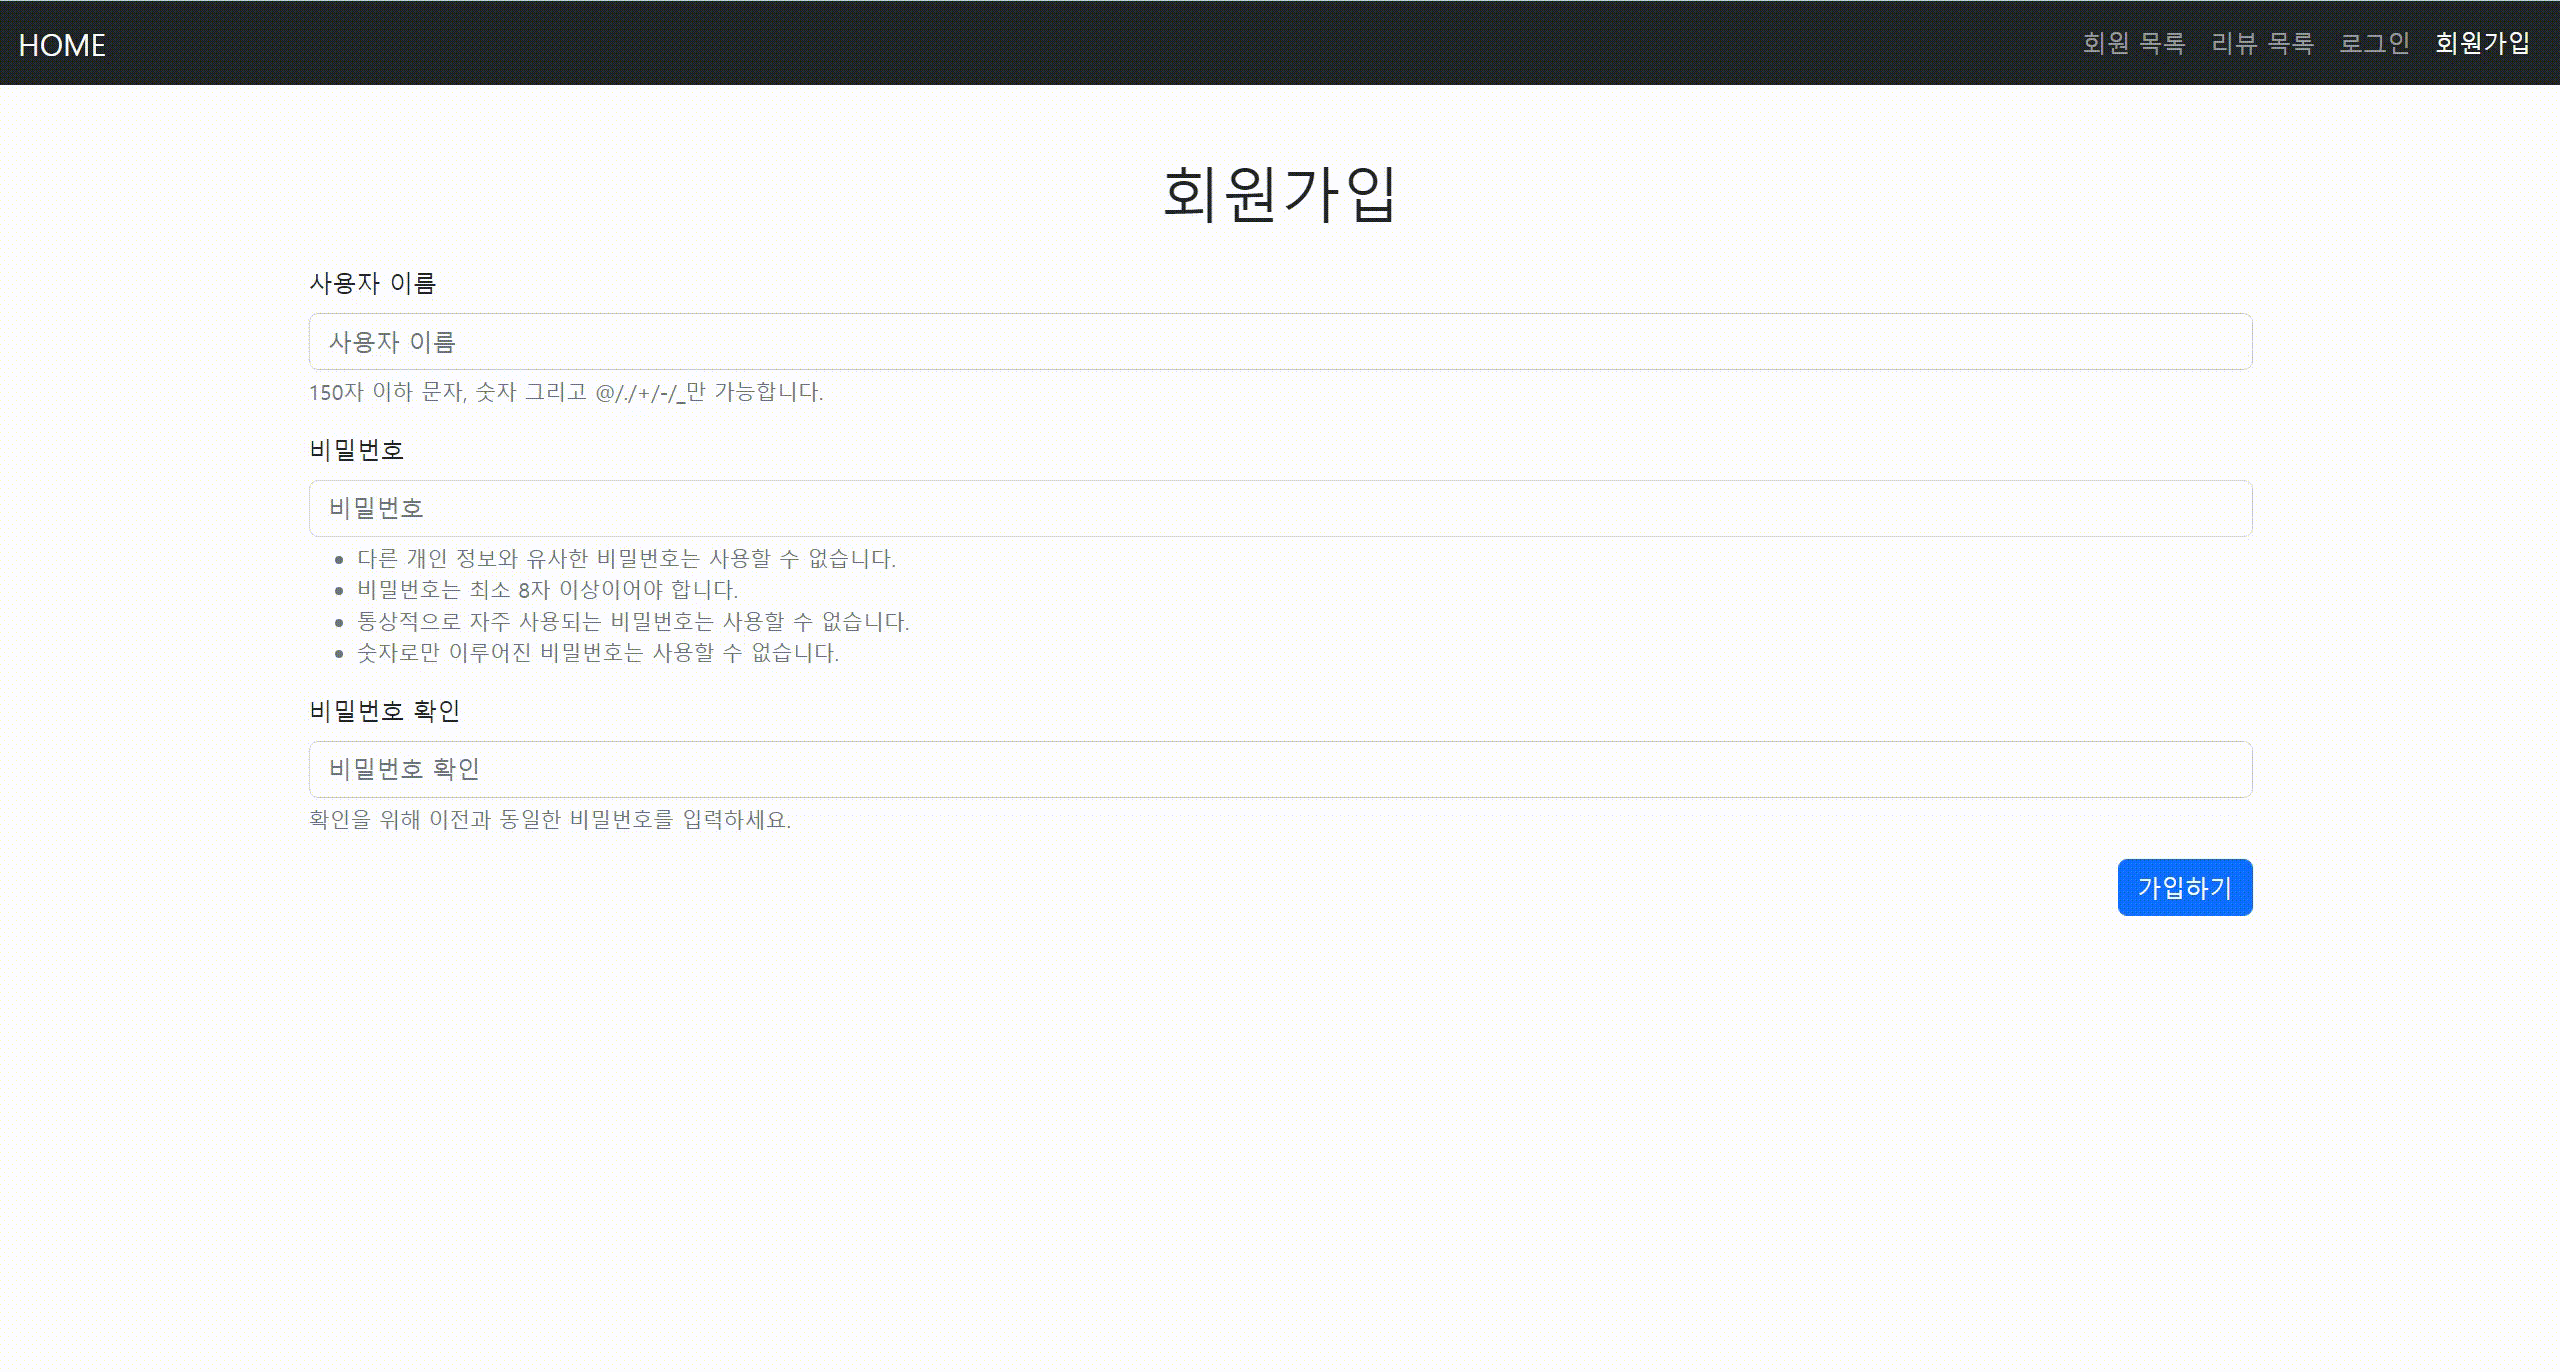 HOME 회원 목록 리뷰 목록 로그인 회원가입
회원가입
사용자 이름
사용자 이름
150자 이하 문자, 숫자 그리고 @/./+/-/_만 가능합니다.
비밀번호
비밀번호
다른 개인 정보와 유사한 비밀번호는 사용할 수 없습니다.
비밀번호는 최소 8자 이상이어야 합니다.
통상적으로 자주 사용되는 비밀번호는 사용할 수 없습니다.
숫자로만 이루어진 비밀번호는 사용할 수 없습니다.
비밀번호 확인
비밀번호 확인
확인을 위해 이전과 동일한 비밀번호를 입력하세요.
가입하기